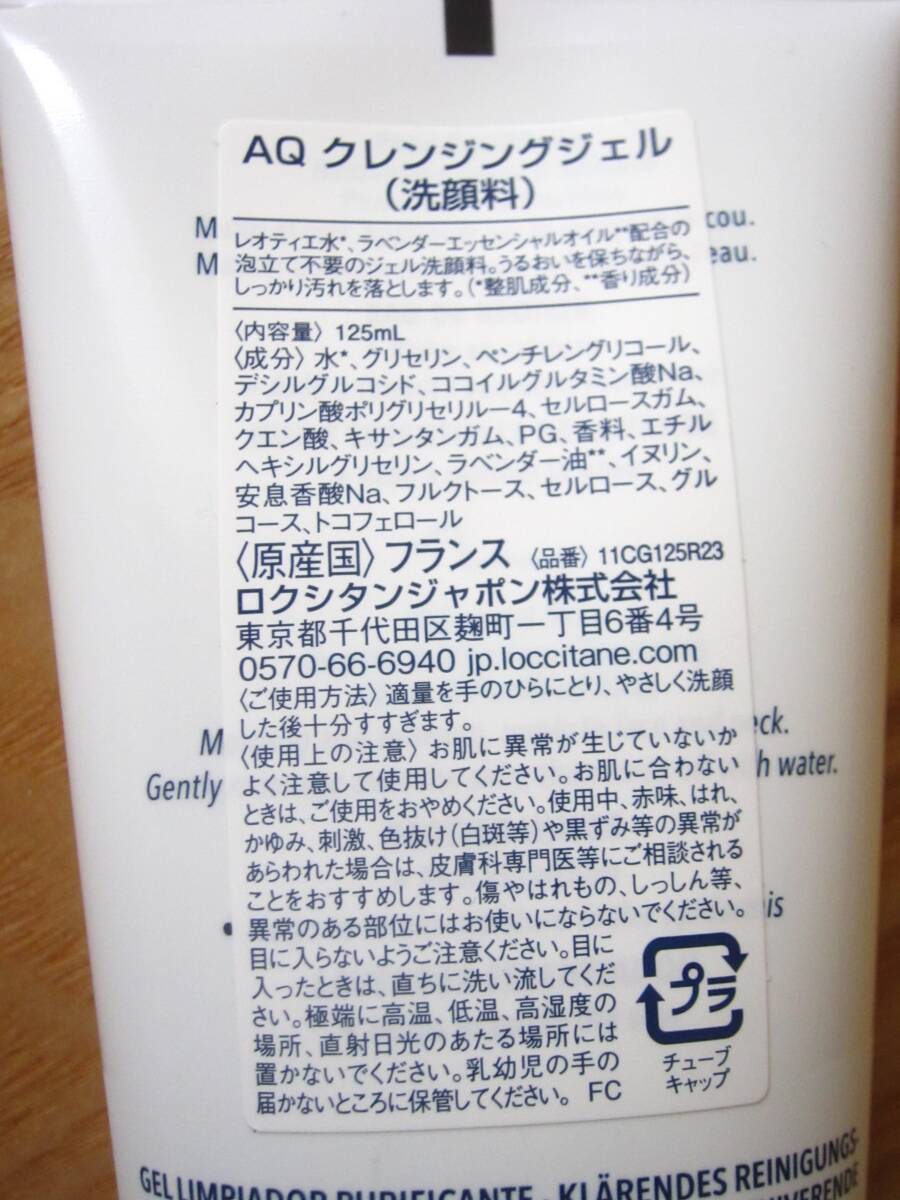 AQ クレンジングジェル
(洗顔料)
M
cou.
M
eau.
レオティエ水*、ラベンダーエッセンシャルオイル**配合の
泡立て不要のジェル洗顔料。うるおいを保ちながら、
しっかり汚れを落とします。(*整肌成分、**香り成分)
〈内容量〉 125mL
〈成分〉水*、グリセリン、ペンチレングリコール、
デシルグルコシド、ココイルグルタミン酸Na、
カプリン酸ポリグリセリル-4、セルロースガム、
クエン酸、キサンタンガム、PG、香料、エチル
ヘキシルグリセリン、ラベンダー油**、イヌリン、
安息香酸Na、フルクトース、セルロース、グル
コース、トコフェロール
〈原産国〉フランス 〈品番〉 11CG125R23
ロクシタンジャポン株式会社
東京都千代田区麹町一丁目6番4号
0570-66-6940 jp.loccitane.com
〈ご使用方法〉適量を手のひらにとり、やさしく洗顔
した後十分すすぎます。
M
eck.
Gently
h water.
〈使用上の注意〉お肌に異常が生じていないか
よく注意して使用してください。お肌に合わない
ときは、ご使用をおやめください。使用中、赤味、はれ、
かゆみ、刺激、色抜け(白斑等)や黒ずみ等の異常が
あらわれた場合は、皮膚科専門医等にご相談される
ことをおすすめします。傷やはれもの、しっしん等、
異常のある部位にはお使いにならないでください。
目に入らないようご注意ください。目に
入ったときは、直ちに洗い流してくだ
さい。極端に高温、低温、高湿度の
場所、直射日光のあたる場所には
置かないでください。乳幼児の手の
届かないところに保管してください。 FC
•
is
プラ
チューブ
キャップ
GEL LIMPIADOR PURIFICANTE · KLÄRENDES REINIGUNGS-